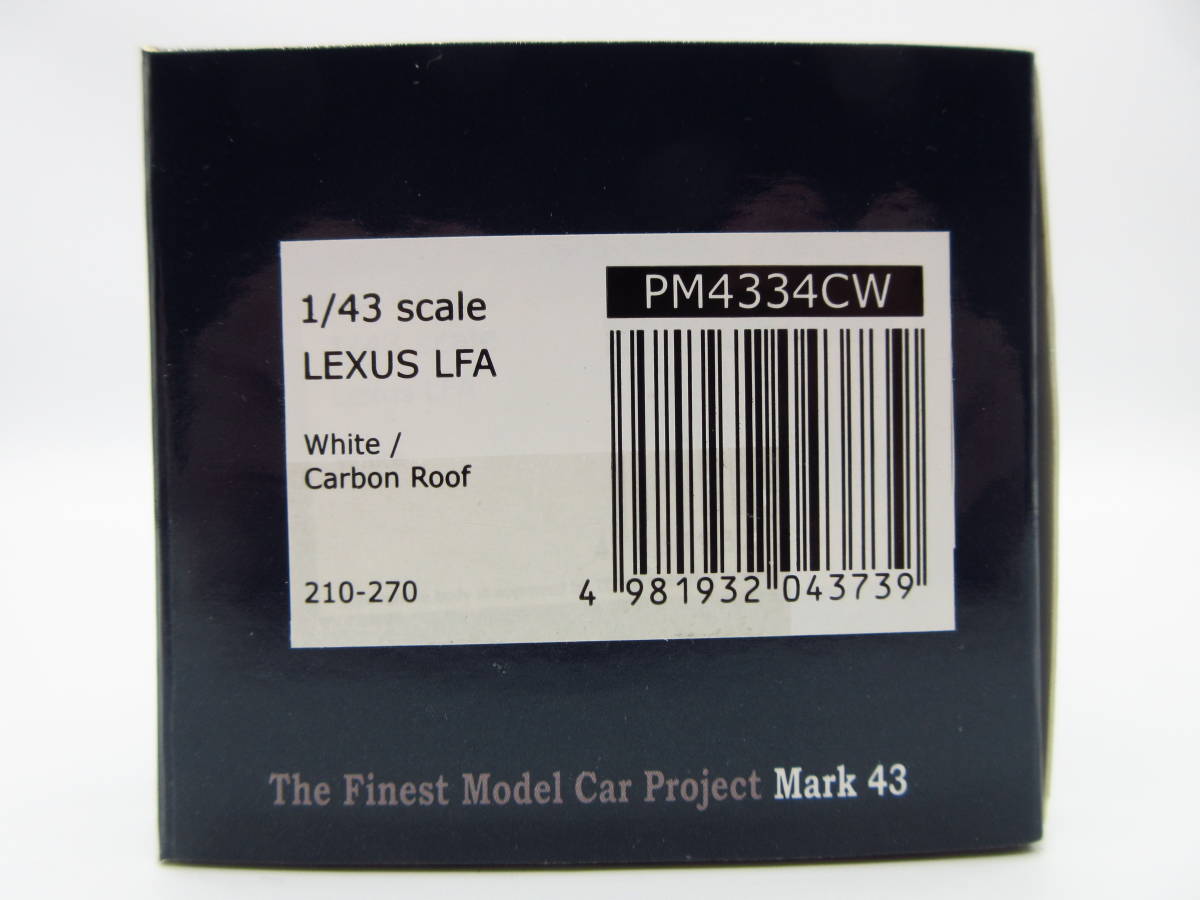 1/43 scale
PM4334CW
LEXUS LFA
White /
Carbon Roof
210-270
4 981932 043739
The Finest Model Car Project Mark 43